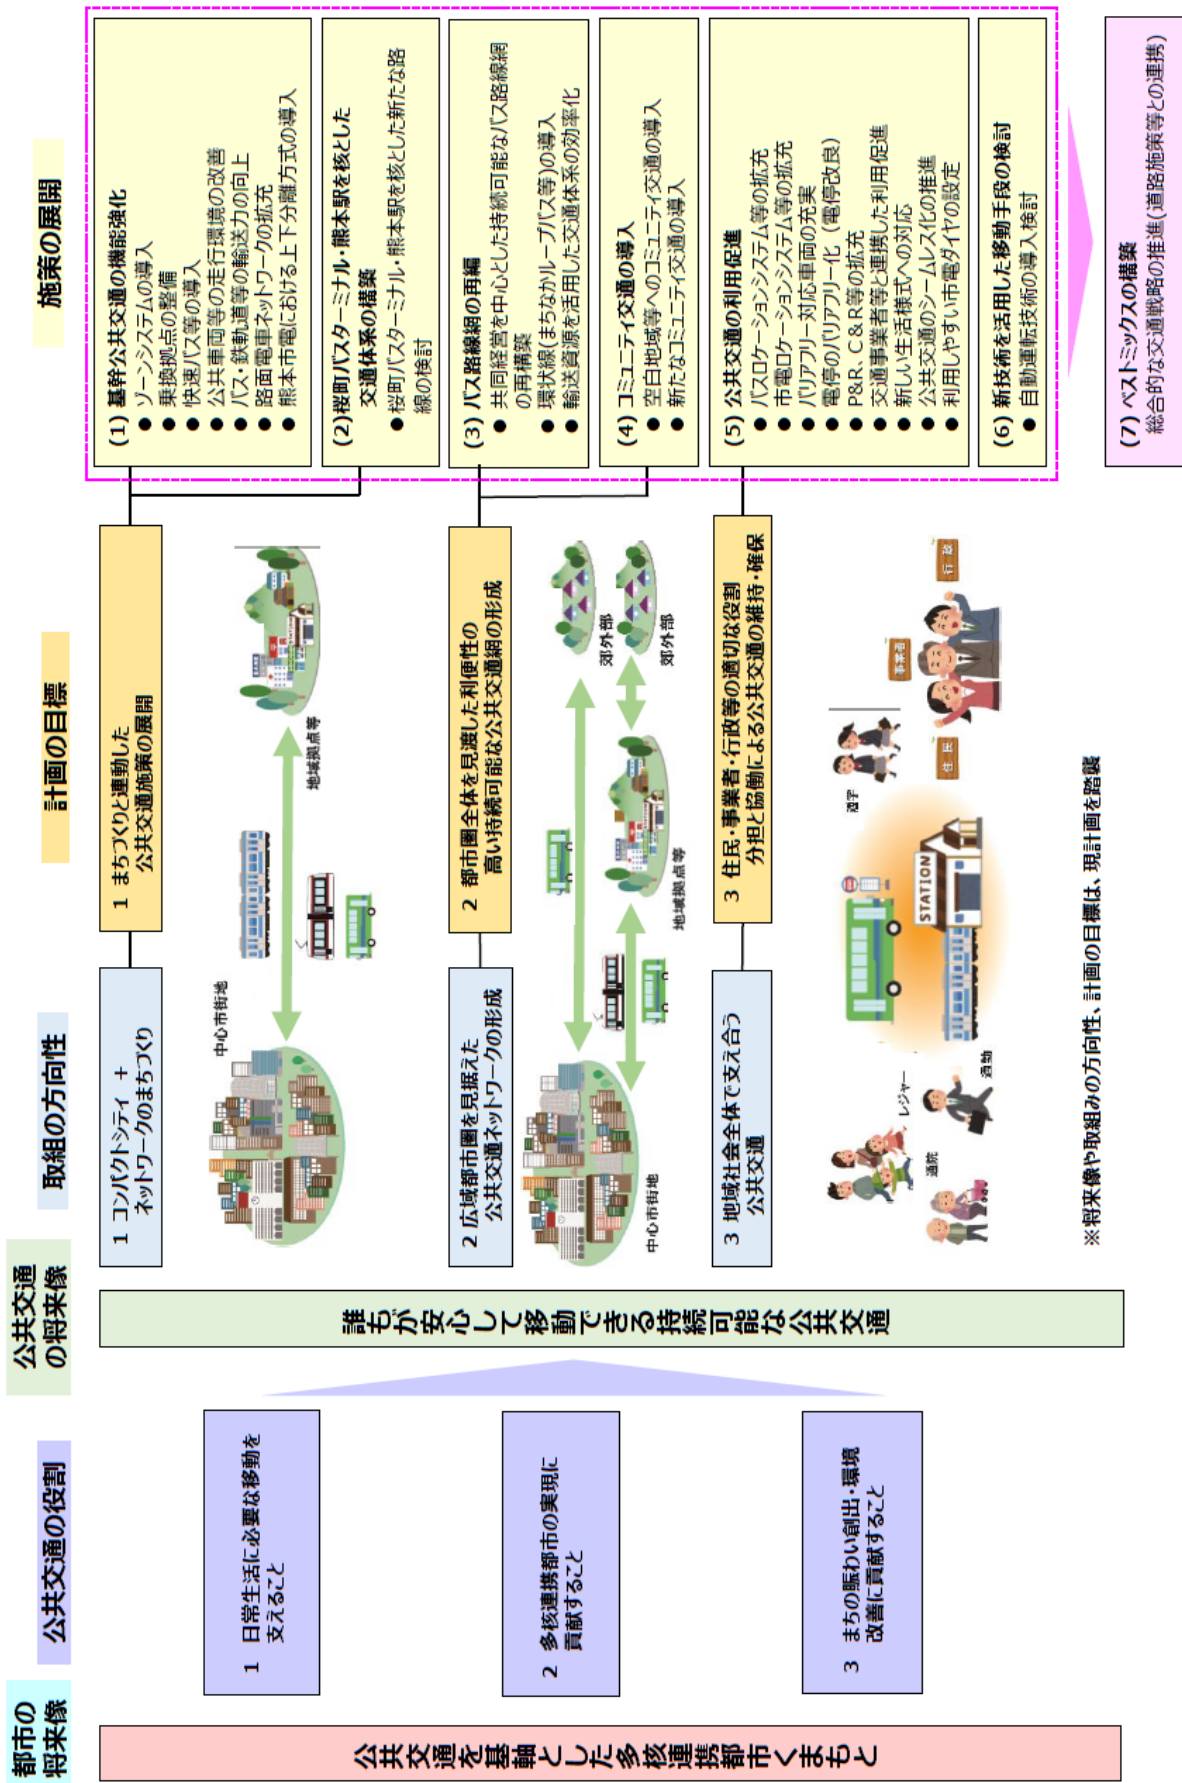 都市の
将来像
公共交通の役割
公共交通
の将来像
取組の方向性
計画の目標
施策の展開
公共交通を基軸とした多核連携都市くまもと
1 日常生活に必要な移動を
支えること
2 多核連携都市の実現に
貢献すること
3 まちの賑わい創出・環境
改善に貢献すること
誰もが安心して移動できる持続可能な公共交通
1 コンパクトシティ +
ネットワークのまちづくり
1 まちづくりと連動した
公共交通施策の展開
中心市街地
地域拠点等
2 広域都市圏を見据えた
公共交通ネットワークの形成
2 都市圏全体を見渡した利便性の
高い持続可能な公共交通網の形成
中心市街地
地域拠点等
郊外部
郊外部
3 地域社会全体で支え合う
公共交通
3 住民・事業者・行政等の適切な役割
分担と協働による公共交通の維持・確保
レジャー
通院
通勤
通学
STATION
住民
事業者
行政
(1) 基幹公共交通の機能強化
● ゾーンシステムの導入
● 乗換拠点の整備
● 快速バス等の導入
● 公共車両等の走行環境の改善
● バス・鉄軌道等の輸送力の向上
● 路面電車ネットワークの拡充
● 熊本市電における上下分離方式の導入
(2)桜町バスターミナル・熊本駅を核とした
交通体系の構築
● 桜町バスターミナル・熊本駅を核とした新たな路
線の検討
(3) バス路線網の再編
● 共同経営を中心とした持続可能なバス路線網
の再構築
● 環状線(まちなかループバス等)の導入
● 輸送資源を活用した交通体系の効率化
(4) コミュニティ交通の導入
● 空白地域等へのコミュニティ交通の導入
● 新たなコミュニティ交通の導入
(5) 公共交通の利用促進
● バスロケーションシステム等の拡充
● 市電ロケーションシステム等の拡充
● バリアフリー対応車両の充実
● 電停のバリアフリー化(電停改良)
● P&R、C&R等の拡充
● 交通事業者等と連携した利用促進
● 新しい生活様式への対応
● 公共交通のシームレス化の推進
● 利用しやすい市電ダイヤの設定
(6) 新技術を活用した移動手段の検討
● 自動運転技術の導入検討
(7) ベストミックスの構築
総合的な交通戦略の推進(道路施策等との連携)
※将来像や取組みの方向性、計画の目標は、現計画を踏襲